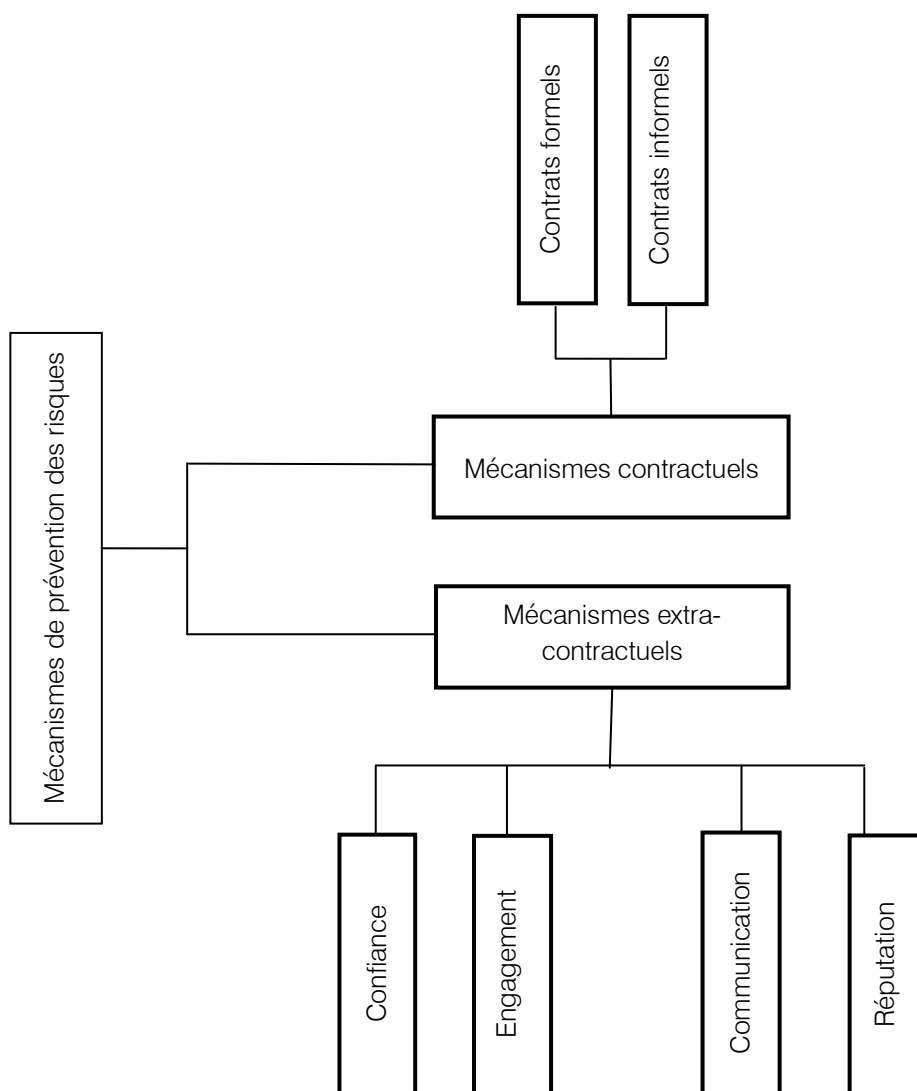 Contrats formels
Contrats informels
Mécanismes de prévention des risques
Mécanismes contractuels
Mécanismes extra-
contractuels
Confiance
Engagement
Communication
Réputation